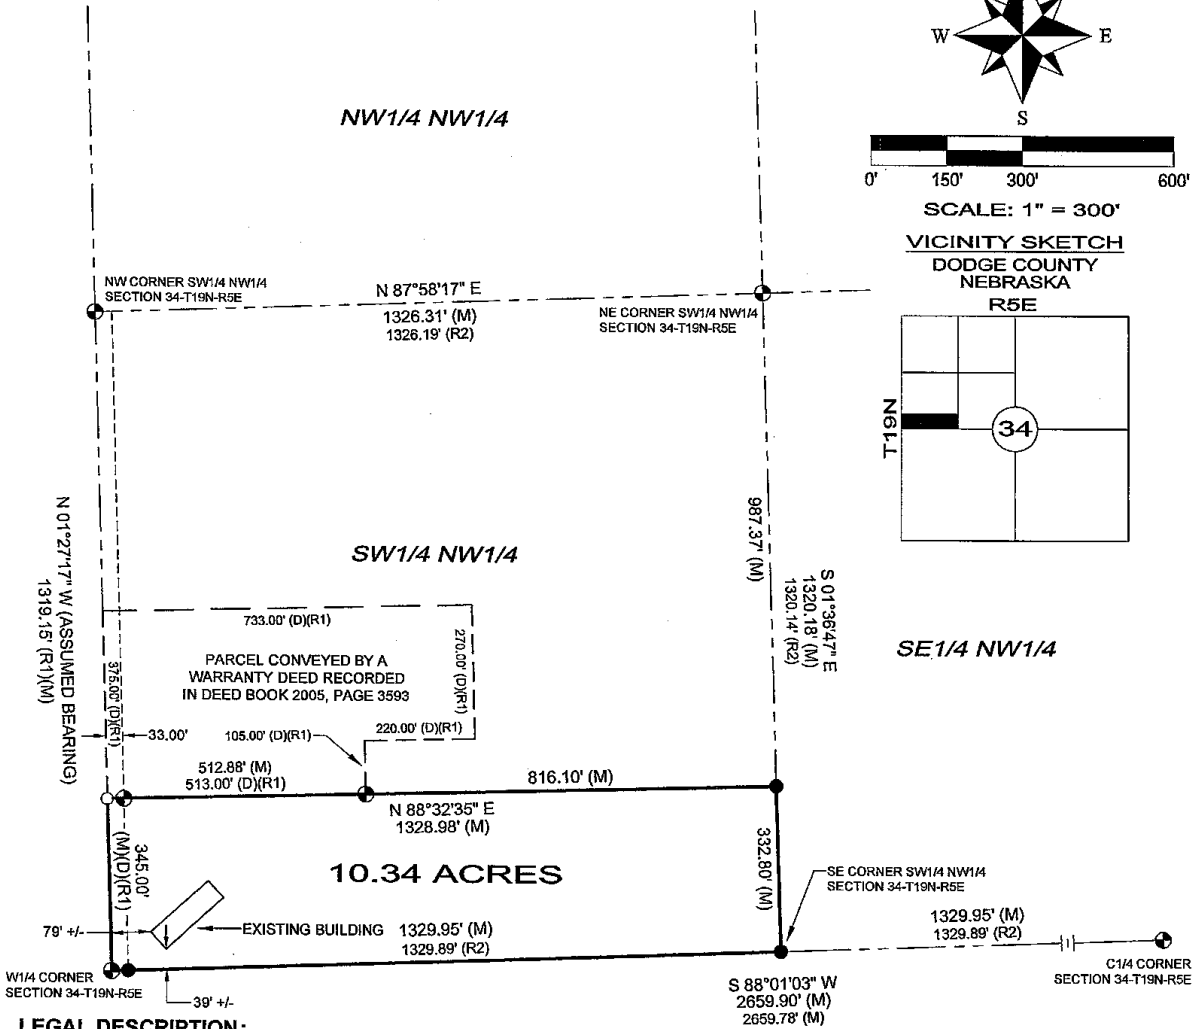 W
E
S
NW1/4 NW1/4
0' 150' 300' 600'
SCALE: 1" = 300'
VICINITY SKETCH
DODGE COUNTY
NEBRASKA
R5E
T19N
34
NW CORNER SW1/4 NW1/4
SECTION 34-T19N-R5E
N 87°58'17" E
1326.31' (M)
1326.19' (R2)
NE CORNER SW1/4 NW1/4
SECTION 34-T19N-R5E
N 01°27'17" W (ASSUMED BEARING)
1319.15' (R1)(M)
SW1/4 NW1/4
987.37' (M)
S 01°36'47" E
1320.18' (M)
1320.14' (R2)
SE1/4 NW1/4
733.00' (D)(R1)
375.00' (D)(R1)
PARCEL CONVEYED BY A
WARRANTY DEED RECORDED
IN DEED BOOK 2005, PAGE 3593
270.00' (D)(R1)
33.00'
105.00' (D)(R1)
220.00' (D)(R1)
512.88' (M)
513.00' (D)(R1)
816.10' (M)
N 88°32'35" E
1328.98' (M)
345.00'
(M)(D)(R1)
10.34 ACRES
332.80' (M)
SE CORNER SW1/4 NW1/4
SECTION 34-T19N-R5E
79' +/-
EXISTING BUILDING
1329.95' (M)
1329.89' (R2)
1329.95' (M)
1329.89' (R2)
W1/4 CORNER
SECTION 34-T19N-R5E
39' +/-
S 88°01'03" W
2659.90' (M)
2659.78' (M)
C1/4 CORNER
SECTION 34-T19N-R5E
LEGAL DESCRIPTION: